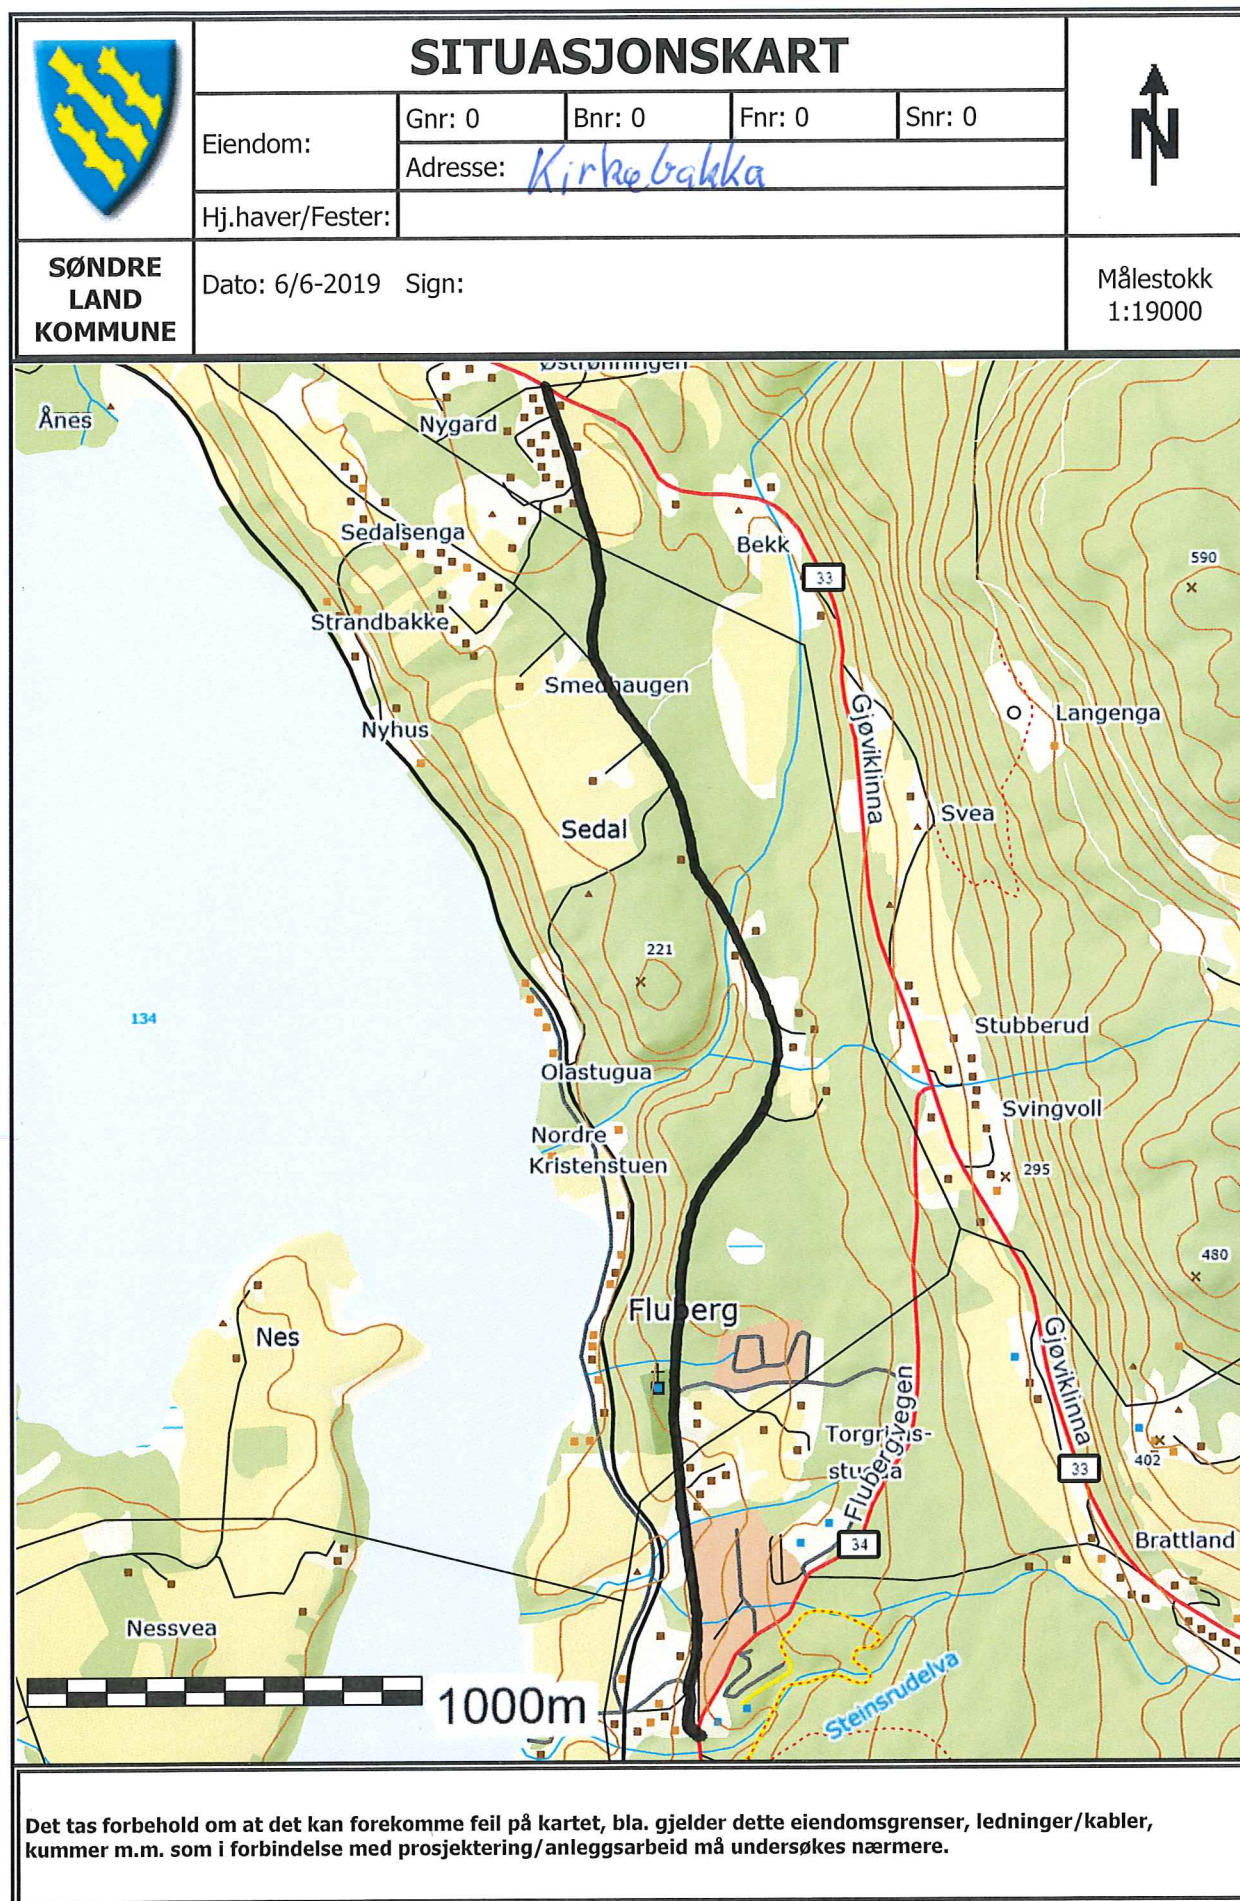 SITUASJONSKART
Eiendom:
Gnr: 0
Bnr: 0
Fnr: 0
Snr: 0
Adresse: Kirkebakka
Hj.haver/Fester:
N
SØNDRE
LAND
KOMMUNE
Dato: 6/6-2019 Sign:
Målestokk
1:19000
Østrønningen
Ånes
Nygard
Sedalsenga
Bekk
33
590
Strandbakke
Smedhaugen
Nyhus
Langenga
Gjøviklinna
Svea
Sedal
221
134
Stubberud
Olastugua
Svingvoll
Nordre
Kristenstuen
295
480
Fluberg
Nes
Gjøviklinna
Flubergvegen
33
402
34
Brattland
Nessvea
Steinsrudelva
1000m
Det tas forbehold om at det kan forekomme feil på kartet, bla. gjelder dette eiendomsgrenser, ledninger/kabler,
kummer m.m. som i forbindelse med prosjektering/anleggsarbeid må undersøkes nærmere.